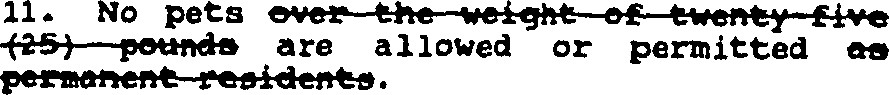 11. No pets over the weight of twenty-five
(25) pounds are allowed or permitted as
permanent residents.